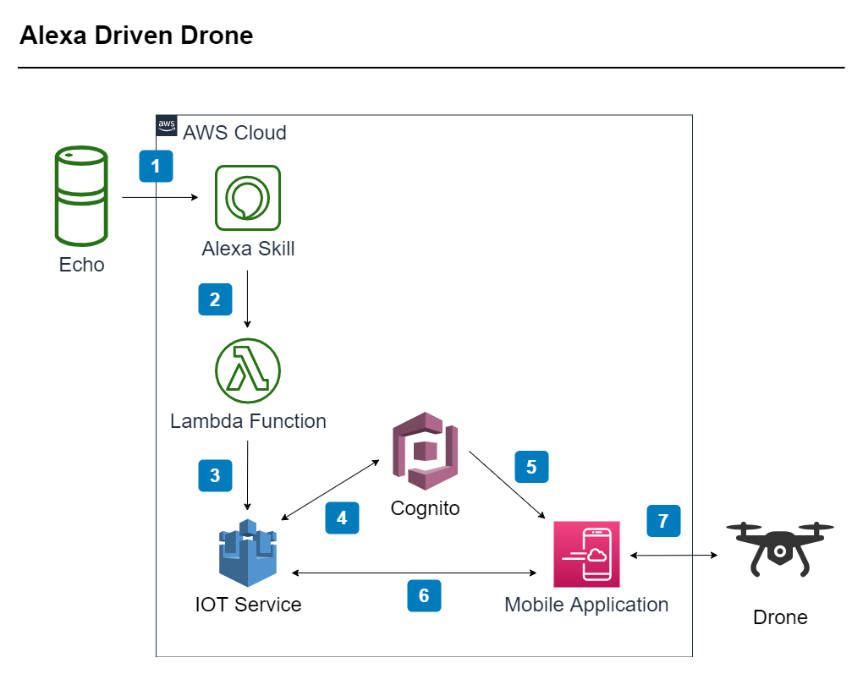 Alexa Driven Drone
aws
AWS Cloud
1
Echo
Alexa Skill
2
Lambda Function
3
Cognito
4
5
7
IOT Service
6
Mobile Application
Drone